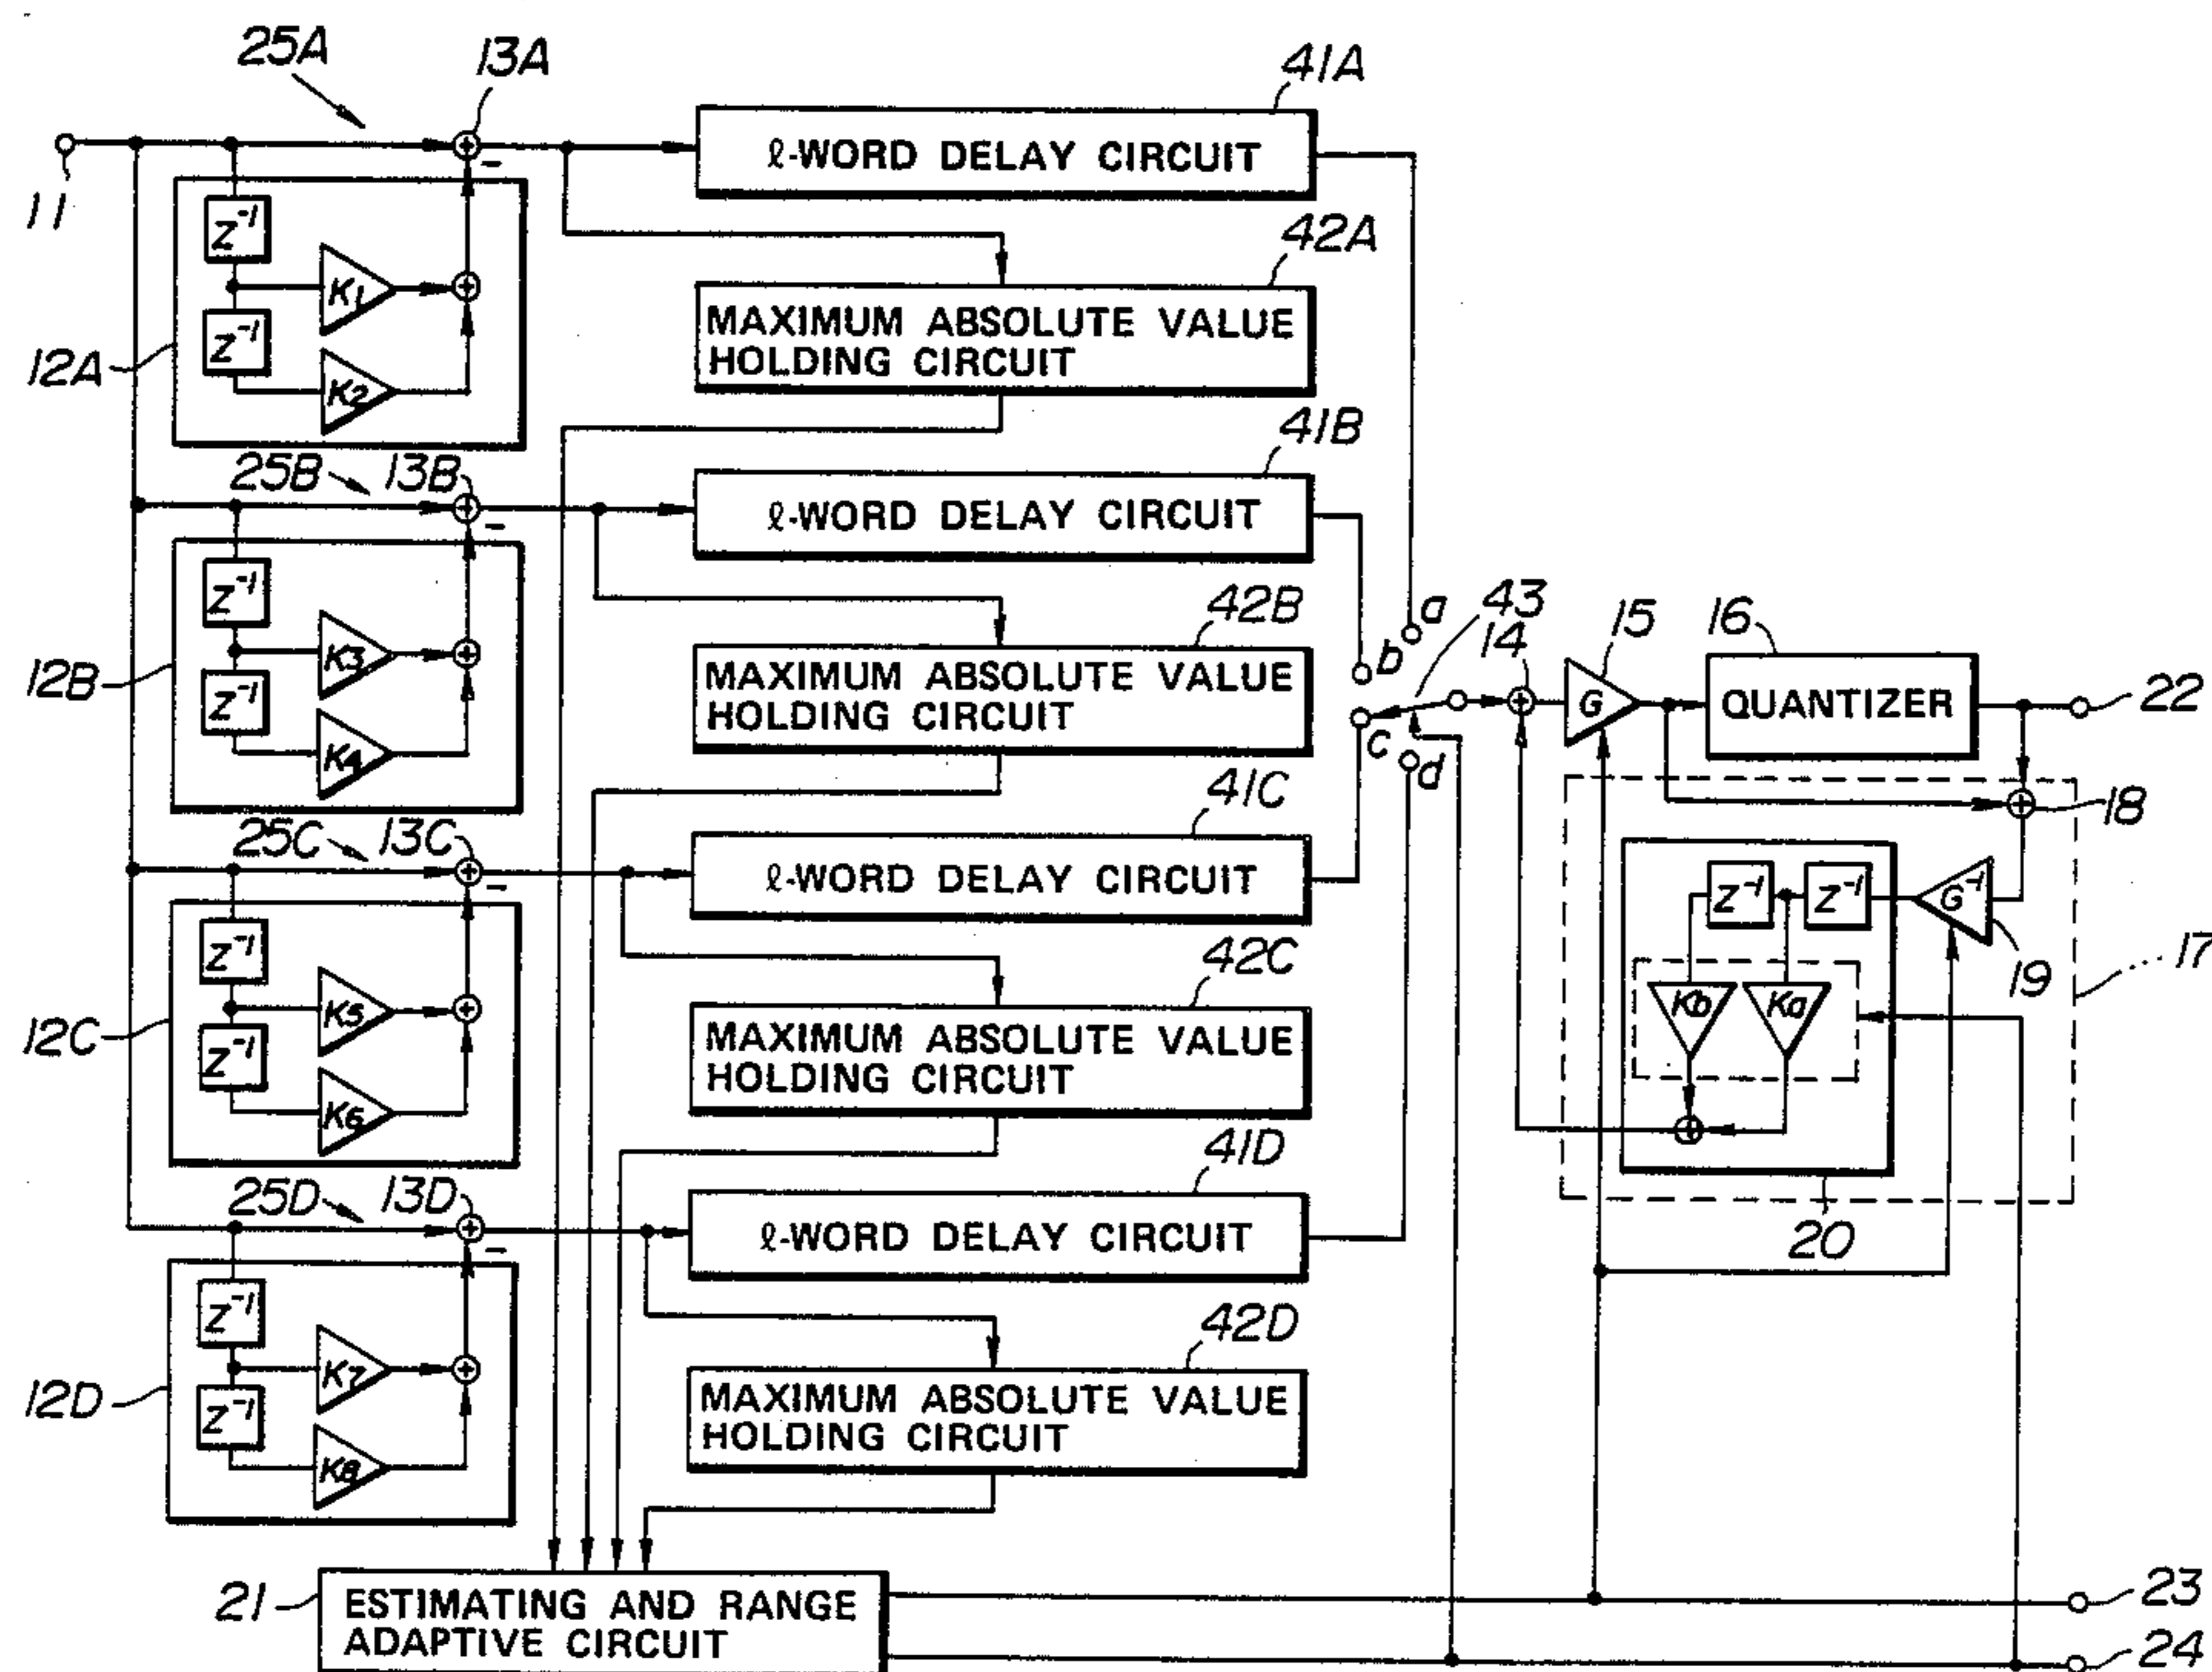 25A
13A
41A
11
ℓ-WORD DELAY CIRCUIT
Z⁻¹
42A
K1
MAXIMUM ABSOLUTE VALUE
HOLDING CIRCUIT
Z⁻¹
12A
K2
41B
25B
13B
ℓ-WORD DELAY CIRCUIT
Z⁻¹
42B
K3
MAXIMUM ABSOLUTE VALUE
HOLDING CIRCUIT
12B
Z⁻¹
K4
a
b
c
d
43
14
15
16
G
QUANTIZER
22
41C
25C
13C
ℓ-WORD DELAY CIRCUIT
18
Z⁻¹
Z⁻¹
G⁻¹
19
17
Kb
Ka
20
Z⁻¹
42C
K5
MAXIMUM ABSOLUTE VALUE
HOLDING CIRCUIT
12C
Z⁻¹
K6
41D
25D
13D
ℓ-WORD DELAY CIRCUIT
Z⁻¹
42D
K7
MAXIMUM ABSOLUTE VALUE
HOLDING CIRCUIT
12D
Z⁻¹
K8
21
ESTIMATING AND RANGE
ADAPTIVE CIRCUIT
23
24